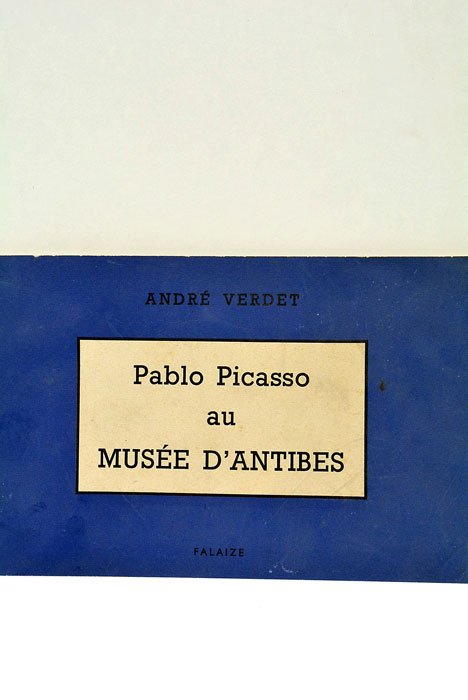 ANDRÉ VERDET
Pablo Picasso
au
MUSÉE D'ANTIBES
FALAIZE